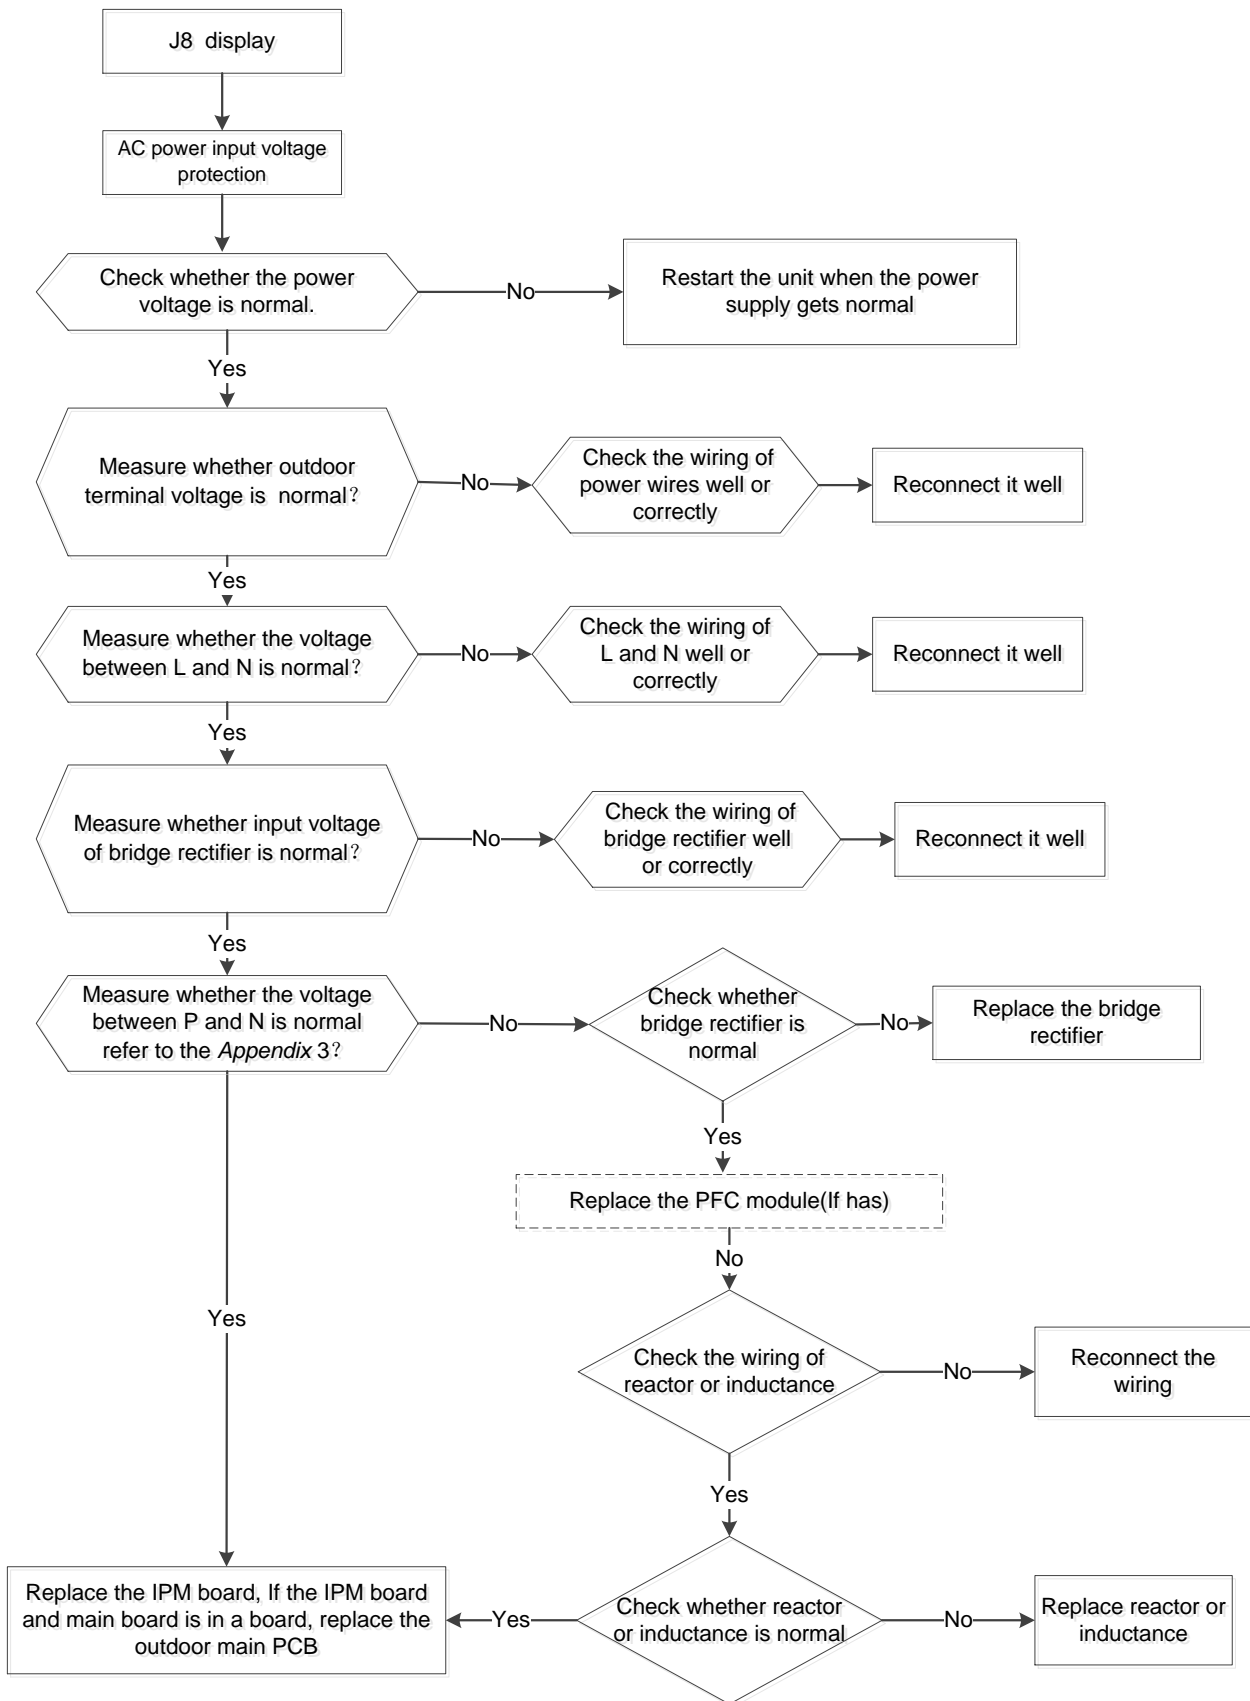 J8  display
AC power input voltage
protection
Check whether the power
voltage is normal.
No
Restart the unit when the power
supply gets normal
Yes
Measure whether outdoor
terminal voltage is  normal？
No
Check the wiring of
power wires well or
correctly
Reconnect it well
Yes
Measure whether the voltage
between L and N is normal？
No
Check the wiring of
L and N well or
correctly
Reconnect it well
Yes
Measure whether input voltage
of bridge rectifier is normal？
No
Check the wiring of
bridge rectifier well
or correctly
Reconnect it well
Yes
Measure whether the voltage
between P and N is normal
refer to the Appendix 3？
No
Check whether
bridge rectifier is
normal
No
Replace the bridge
rectifier
Yes
Replace the PFC module(If has)
No
Yes
Check the wiring of
reactor or inductance
No
Reconnect the
wiring
Yes
Replace the IPM board, If the IPM board
and main board is in a board, replace the
outdoor main PCB
Yes
Check whether reactor
or inductance is normal
No
Replace reactor or
inductance